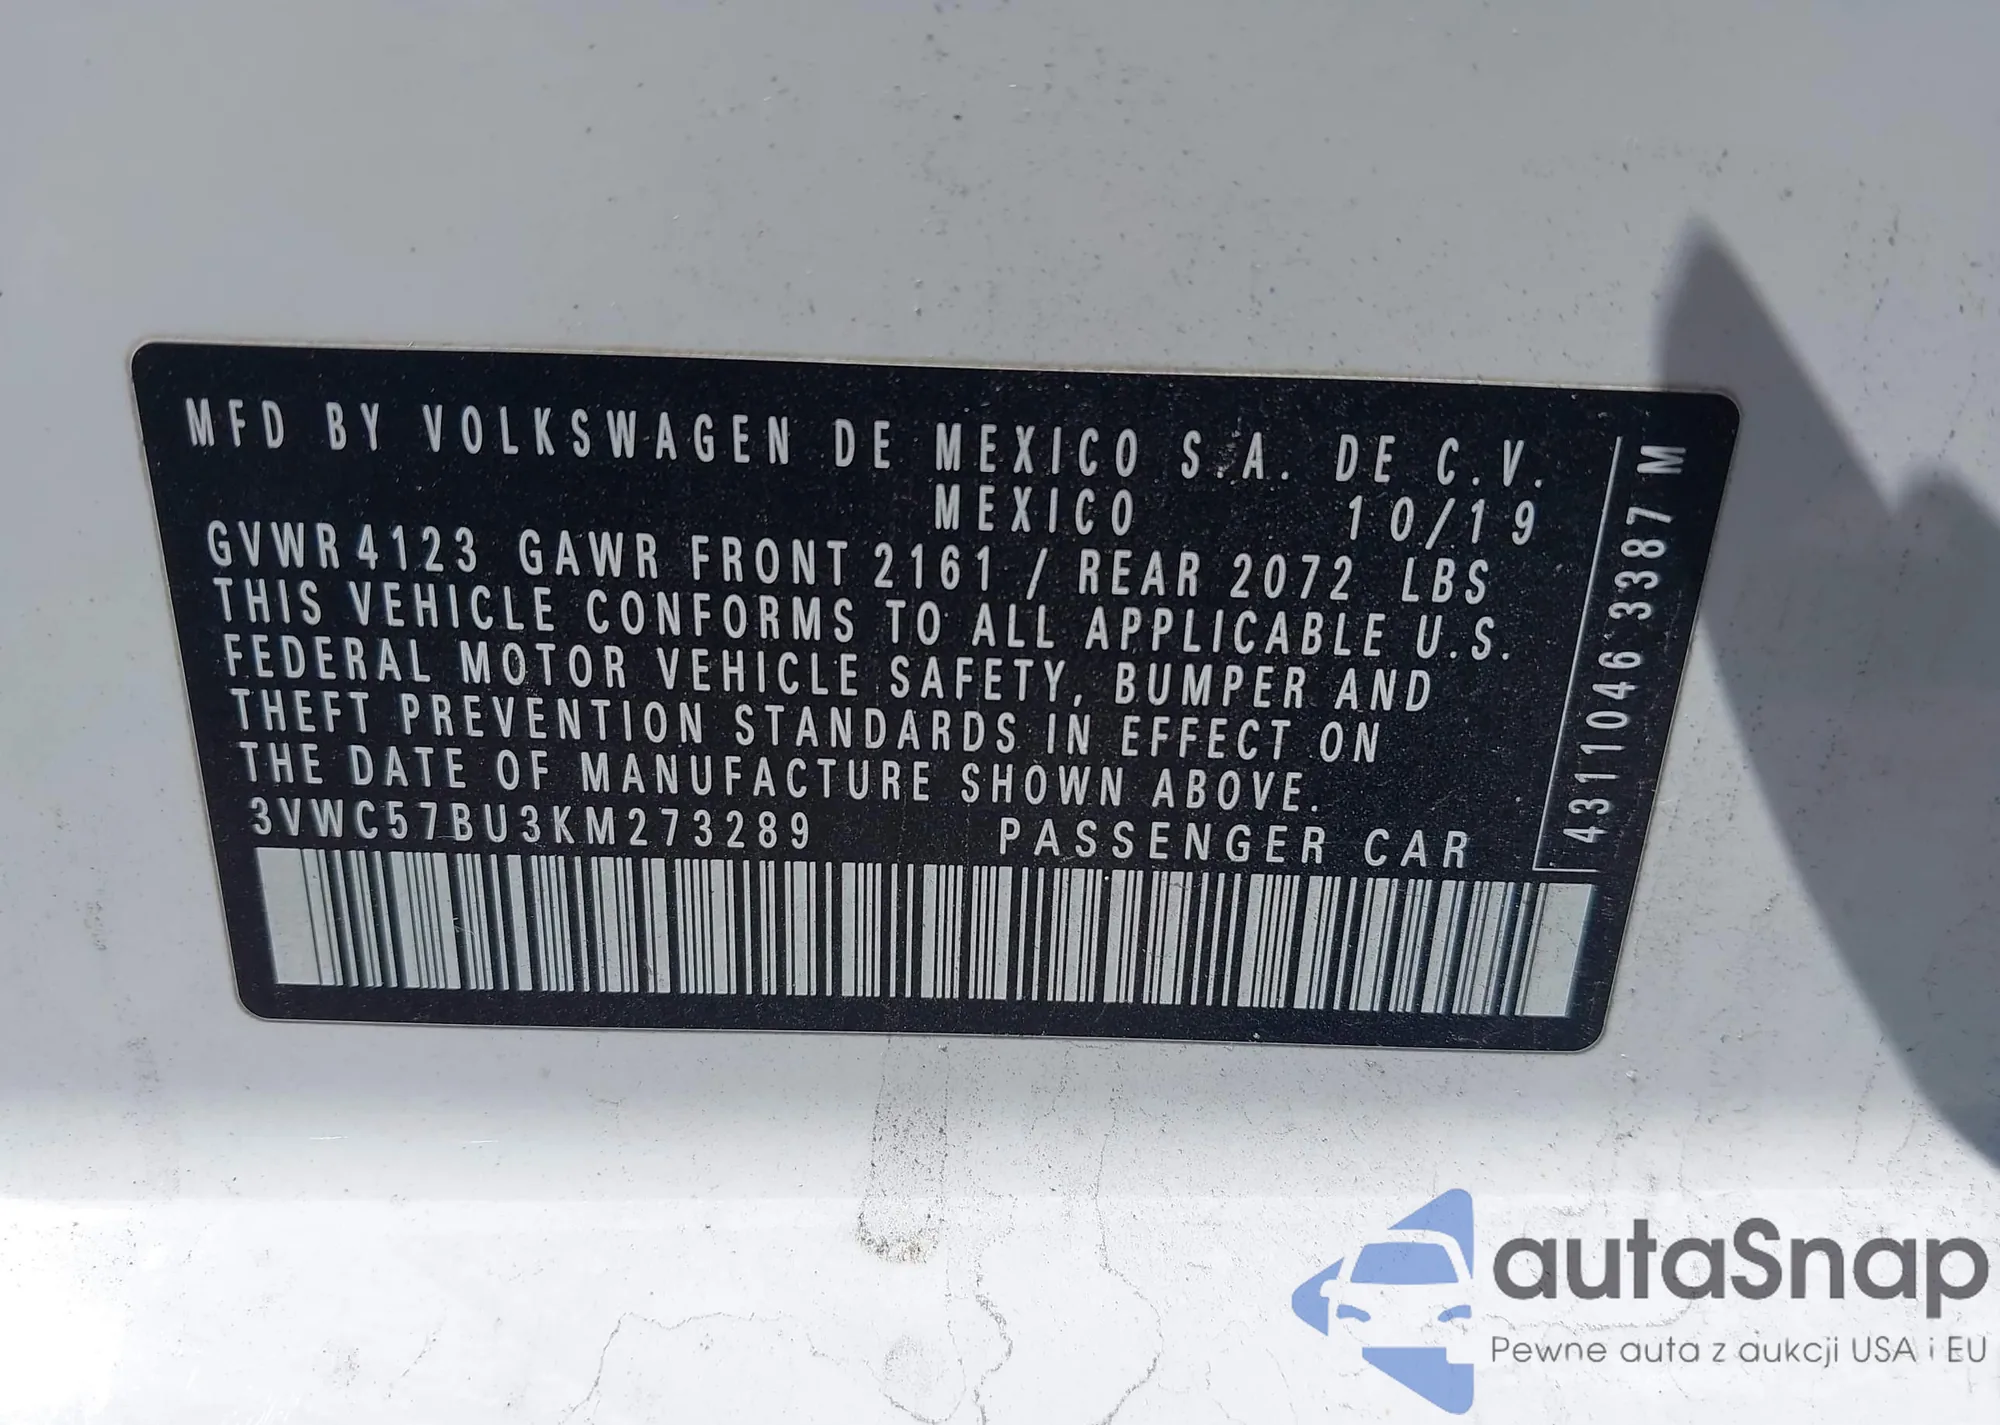 MFD BY VOLKSWAGEN DE MEXICO S.A. DE C.V.
MEXICO 10/19
GVWR 4123 GAWR FRONT 2161 / REAR 2072 LBS
THIS VEHICLE CONFORMS TO ALL APPLICABLE U.S.
FEDERAL MOTOR VEHICLE SAFETY, BUMPER AND
THEFT PREVENTION STANDARDS IN EFFECT ON
THE DATE OF MANUFACTURE SHOWN ABOVE.
3VWC57BU3KM273289 PASSENGER CAR
4311046 3387 M
autaSnap
Pewne auta z aukcji USA i EU